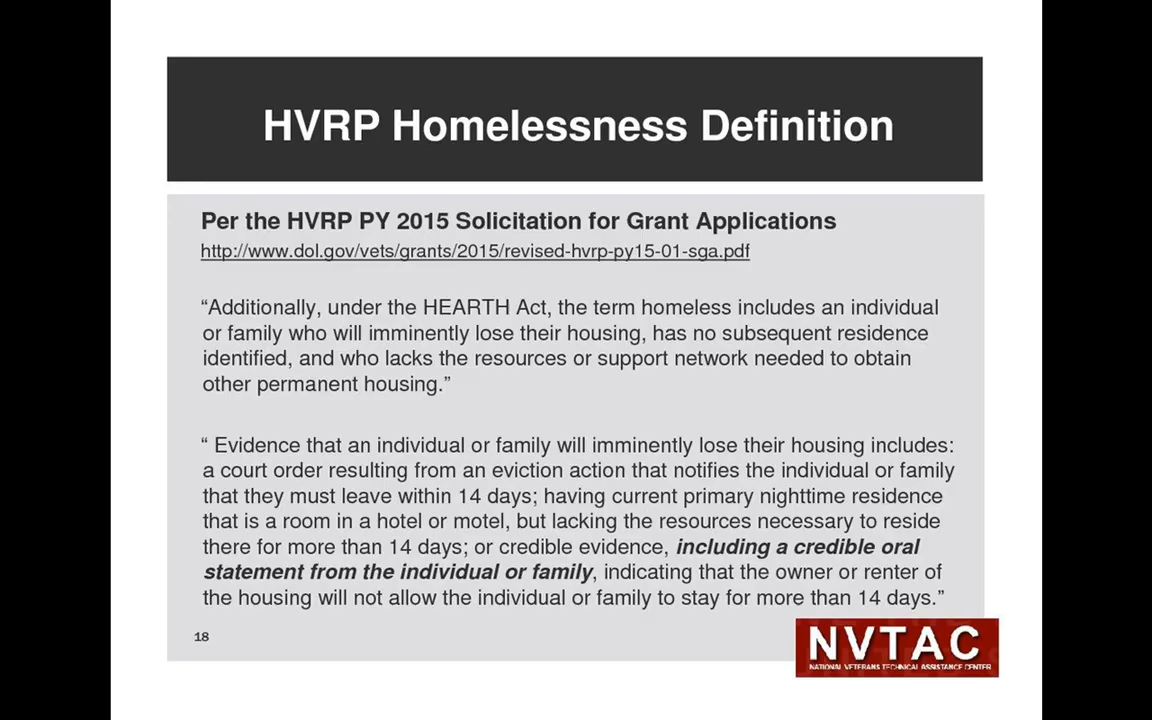 HVRP Homelessness Definition
Per the HVRP PY 2015 Solicitation for Grant Applications
http://www.dol.gov/vets/grants/2015/revised-hvrp-py15-01-sga.pdf
“Additionally, under the HEARTH Act, the term homeless includes an individual
or family who will imminently lose their housing, has no subsequent residence
identified, and who lacks the resources or support network needed to obtain
other permanent housing.”
“ Evidence that an individual or family will imminently lose their housing includes:
a court order resulting from an eviction action that notifies the individual or family
that they must leave within 14 days; having current primary nighttime residence
that is a room in a hotel or motel, but lacking the resources necessary to reside
there for more than 14 days; or credible evidence, including a credible oral
statement from the individual or family, indicating that the owner or renter of
the housing will not allow the individual or family to stay for more than 14 days.”
18
NVTAC
NATIONAL VETERANS TECHNICAL ASSISTANCE CENTER